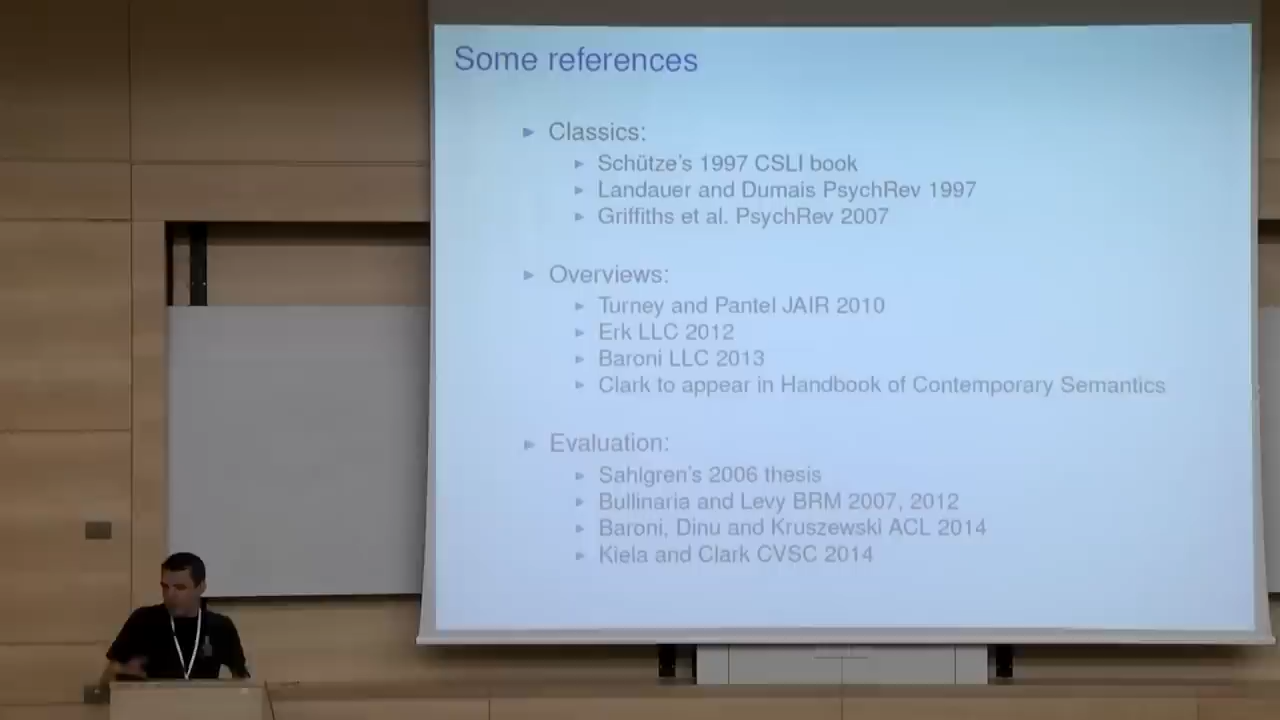 Some references
Classics:
Schütze's 1997 CSLI book
Landauer and Dumais PsychRev 1997
Griffiths et al. PsychRev 2007
Overviews:
Turney and Pantel JAIR 2010
Erk LLC 2012
Baroni LLC 2013
Clark to appear in Handbook of Contemporary Semantics
Evaluation:
Sahlgren's 2006 thesis
Bullinaria and Levy BRM 2007, 2012
Baroni, Dinu and Kruszewski ACL 2014
Kiela and Clark CVSC 2014